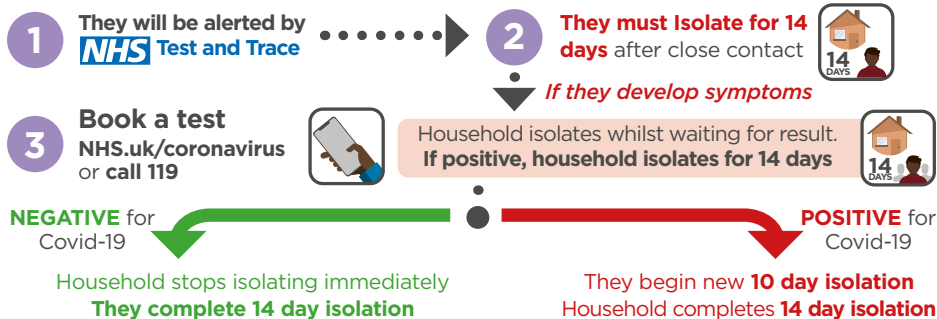 1
They will be alerted by
NHS Test and Trace
2
They must Isolate for 14
days after close contact
14
DAYS
If they develop symptoms
3
Book a test
NHS.uk/coronavirus
or call 119
Household isolates whilst waiting for result.
If positive, household isolates for 14 days
14
DAYS
NEGATIVE for
Covid-19
Household stops isolating immediately
They complete 14 day isolation
POSITIVE for
Covid-19
They begin new 10 day isolation
Household completes 14 day isolation